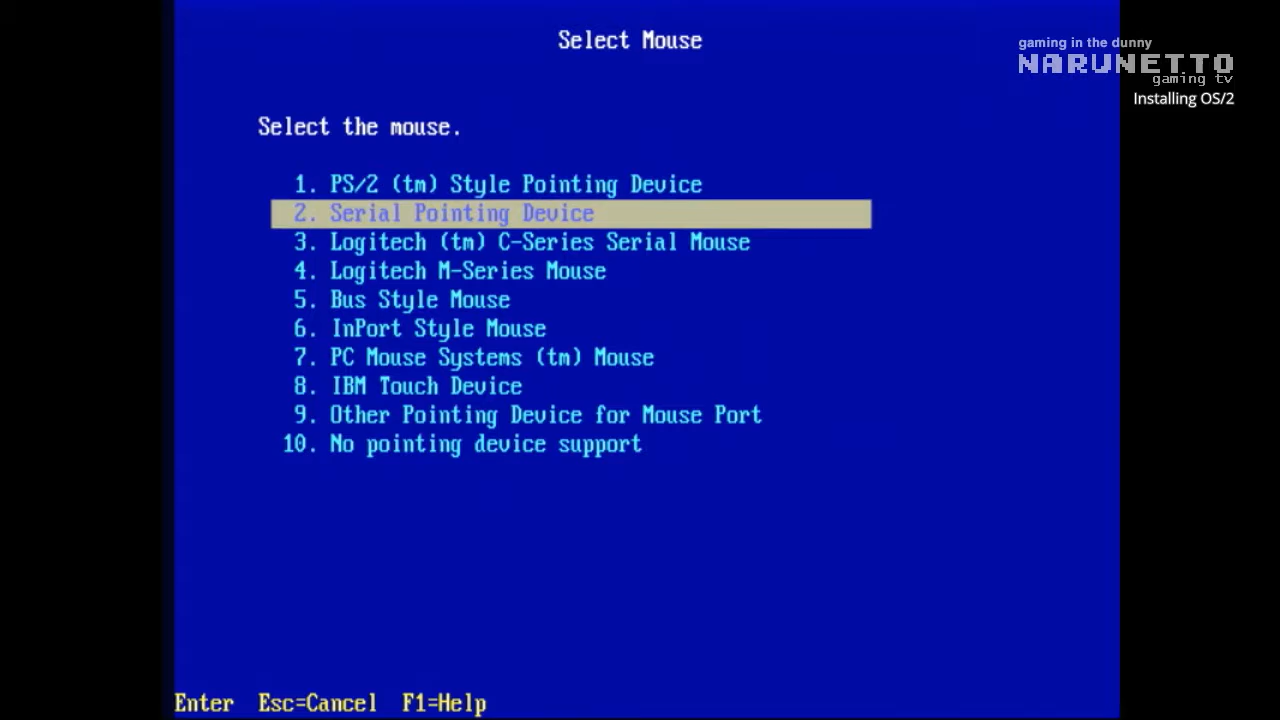 Select Mouse
gaming in the dunny
NARUNETTO
gaming tv
Installing OS/2
Select the mouse.
1. PS/2 (tm) Style Pointing Device
2. Serial Pointing Device
3. Logitech (tm) C-Series Serial Mouse
4. Logitech M-Series Mouse
5. Bus Style Mouse
6. InPort Style Mouse
7. PC Mouse Systems (tm) Mouse
8. IBM Touch Device
9. Other Pointing Device for Mouse Port
10. No pointing device support
Enter Esc=Cancel F1=Help